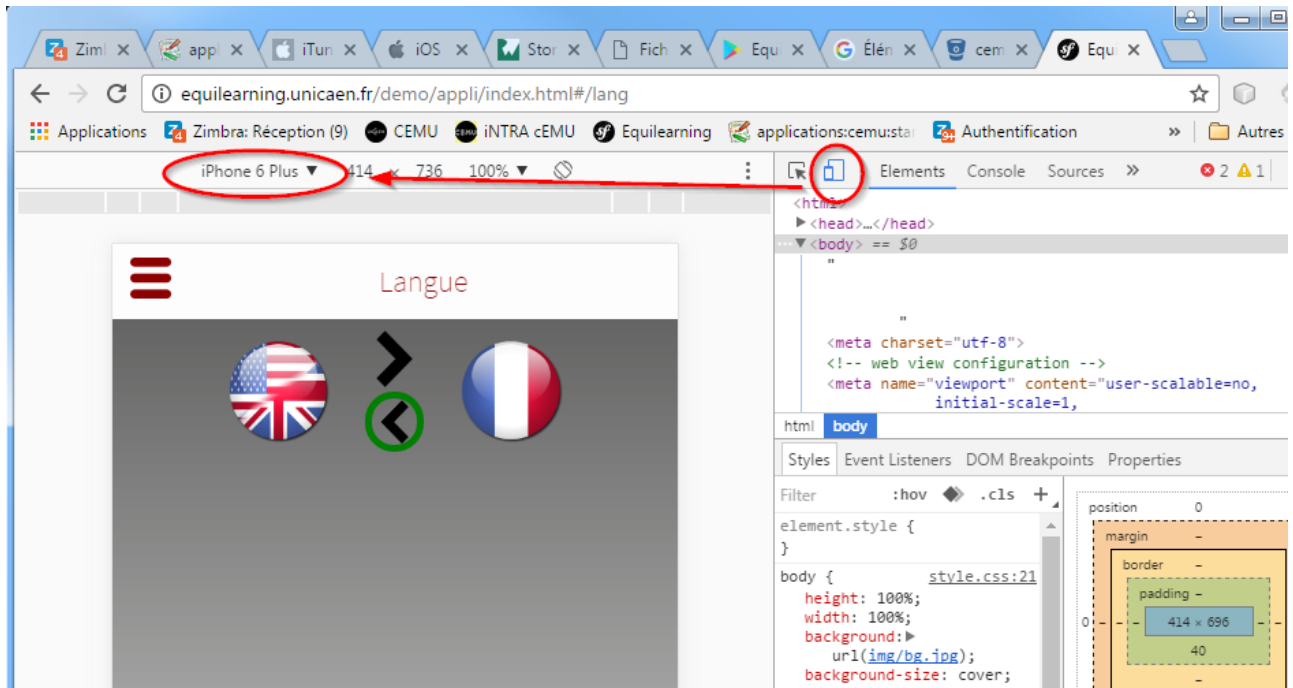 Ziml
appl
iTun
iOS
Stor
Fich
Equ
Élén
cem
Equ
equilearning.unicaen.fr/demo/appli/index.html#/lang
Applications Zimbra: Réception (9) CEMU iNTRA cEMU Equilearning applications:cemu:sta Authentification » Autres
iPhone 6 Plus ▼ 414 × 736 100% ▼
Elements Console Sources » 2 1
<html>
▶<head>…</head>
…▼<body> == $0
"
"
<meta charset="utf-8">
<!-- web view configuration -->
<meta name="viewport" content="user-scalable=no,
initial-scale=1,
html body
Langue
Styles Event Listeners DOM Breakpoints Properties
Filter :hov .cls +
element.style {
}
body { style.css:21
height: 100%;
width: 100%;
background:▶
url(img/bg.jpg);
background-size: cover;
position 0
margin -
border -
padding -
0 - - - 414 × 696 - - -
40
-